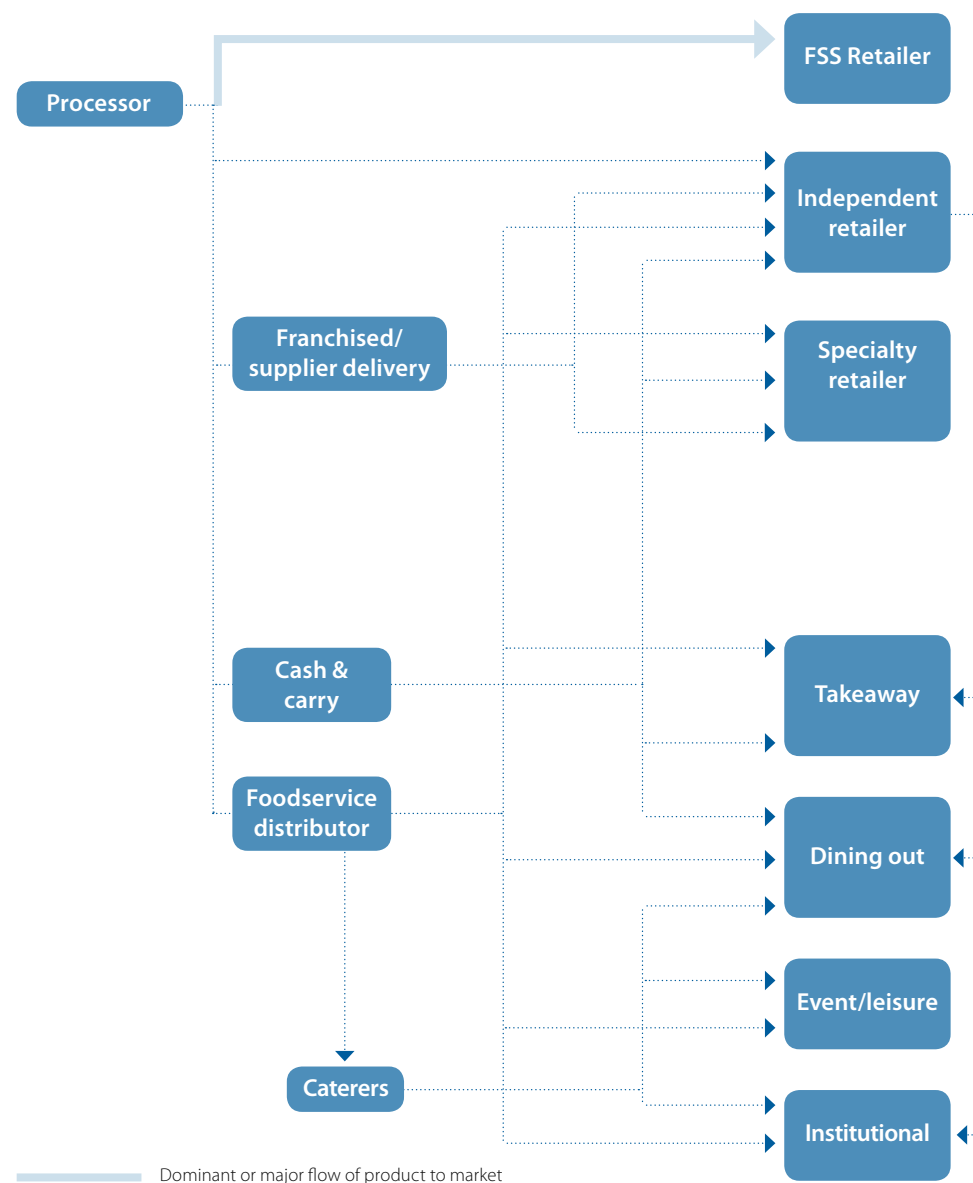 FSS Retailer
Processor
Independent
retailer
Franchised/
supplier delivery
Specialty
retailer
Cash &
carry
Takeaway
Foodservice
distributor
Dining out
Event/leisure
Caterers
Institutional
Dominant or major flow of product to market